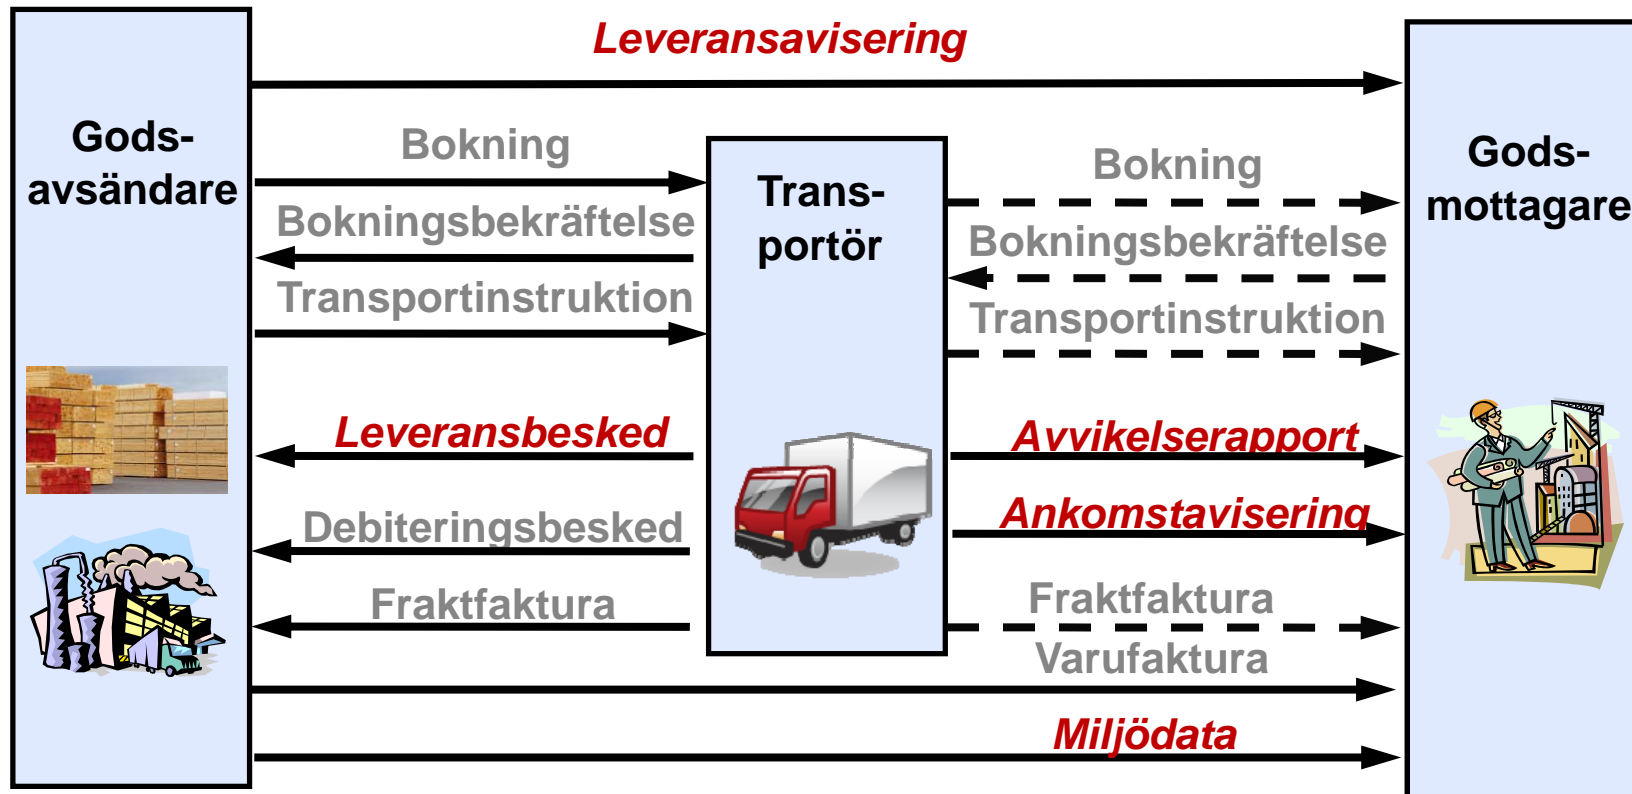 Leveransavisering
Gods-
avsändare
Bokning
Bokningsbekräftelse
Transportinstruktion
Leveransbesked
Debiteringsbesked
Fraktfaktura
Trans-
portör
Bokning
Bokningsbekräftelse
Transportinstruktion
Avvikelserapport
Ankomstavisering
Fraktfaktura
Varufaktura
Miljödata
Gods-
mottagare